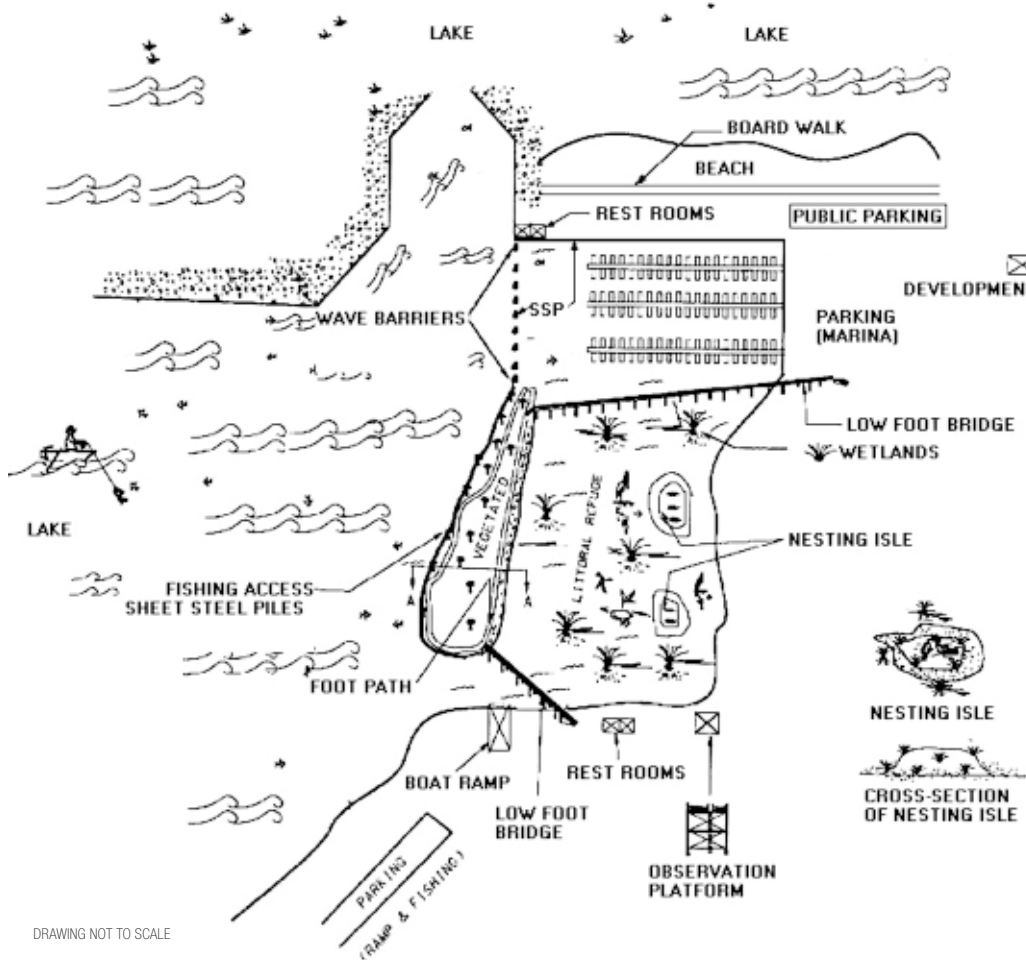 LAKE
LAKE
BOARD WALK
BEACH
REST ROOMS
PUBLIC PARKING
DEVELOPMEN
WAVE BARRIERS
SSP
PARKING
(MARINA)
LOW FOOT BRIDGE
WETLANDS
LAKE
VEGETATED
LITTORAL REFUGE
NESTING ISLE
FISHING ACCESS
SHEET STEEL PILES
A
A
FOOT PATH
NESTING ISLE
BOAT RAMP
REST ROOMS
CROSS-SECTION
OF NESTING ISLE
LOW FOOT
BRIDGE
OBSERVATION
PLATFORM
PARKING
(RAMP & FISHING)
DRAWING NOT TO SCALE